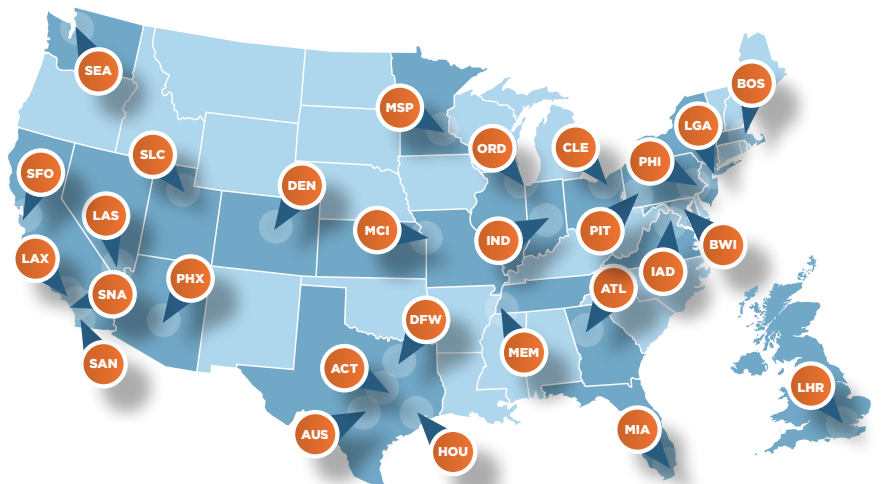 SEA
BOS
MSP
LGA
ORD
CLE
SLC
PHI
SFO
DEN
LAS
MCI
PIT
IND
BWI
LAX
IAD
PHX
SNA
ATL
DFW
MEM
SAN
ACT
LHR
MIA
AUS
HOU